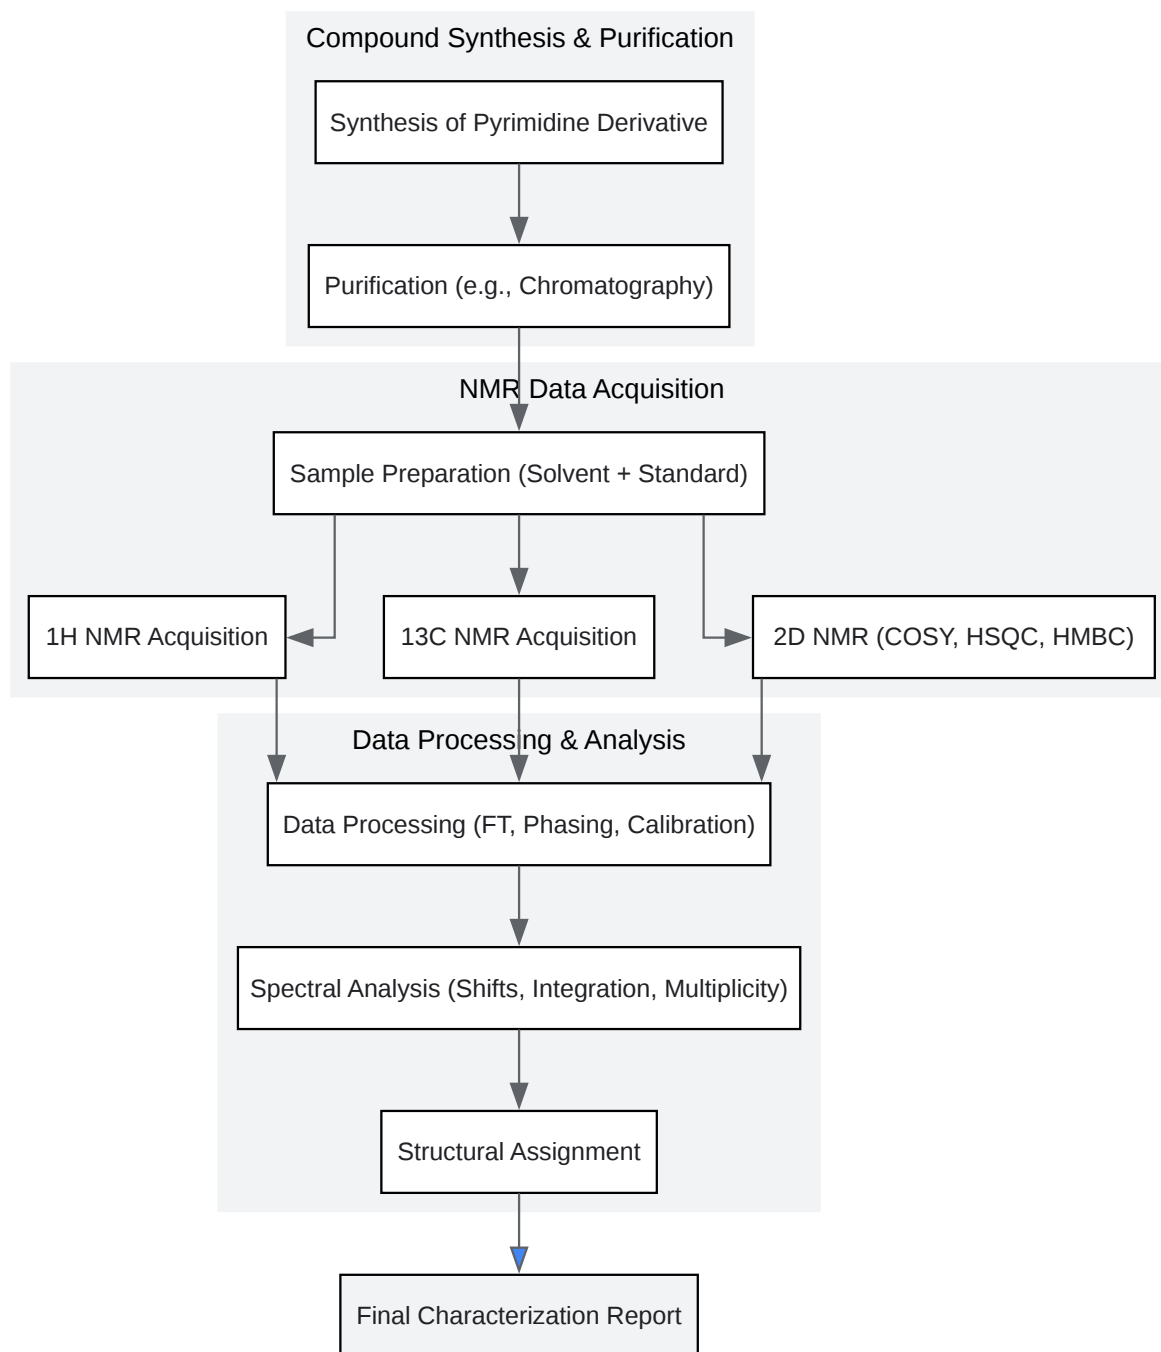 Compound Synthesis & Purification
Synthesis of Pyrimidine Derivative
Purification (e.g., Chromatography)
NMR Data Acquisition
Sample Preparation (Solvent + Standard)
1H NMR Acquisition
13C NMR Acquisition
2D NMR (COSY, HSQC, HMBC)
Data Processing & Analysis
Data Processing (FT, Phasing, Calibration)
Spectral Analysis (Shifts, Integration, Multiplicity)
Structural Assignment
Final Characterization Report